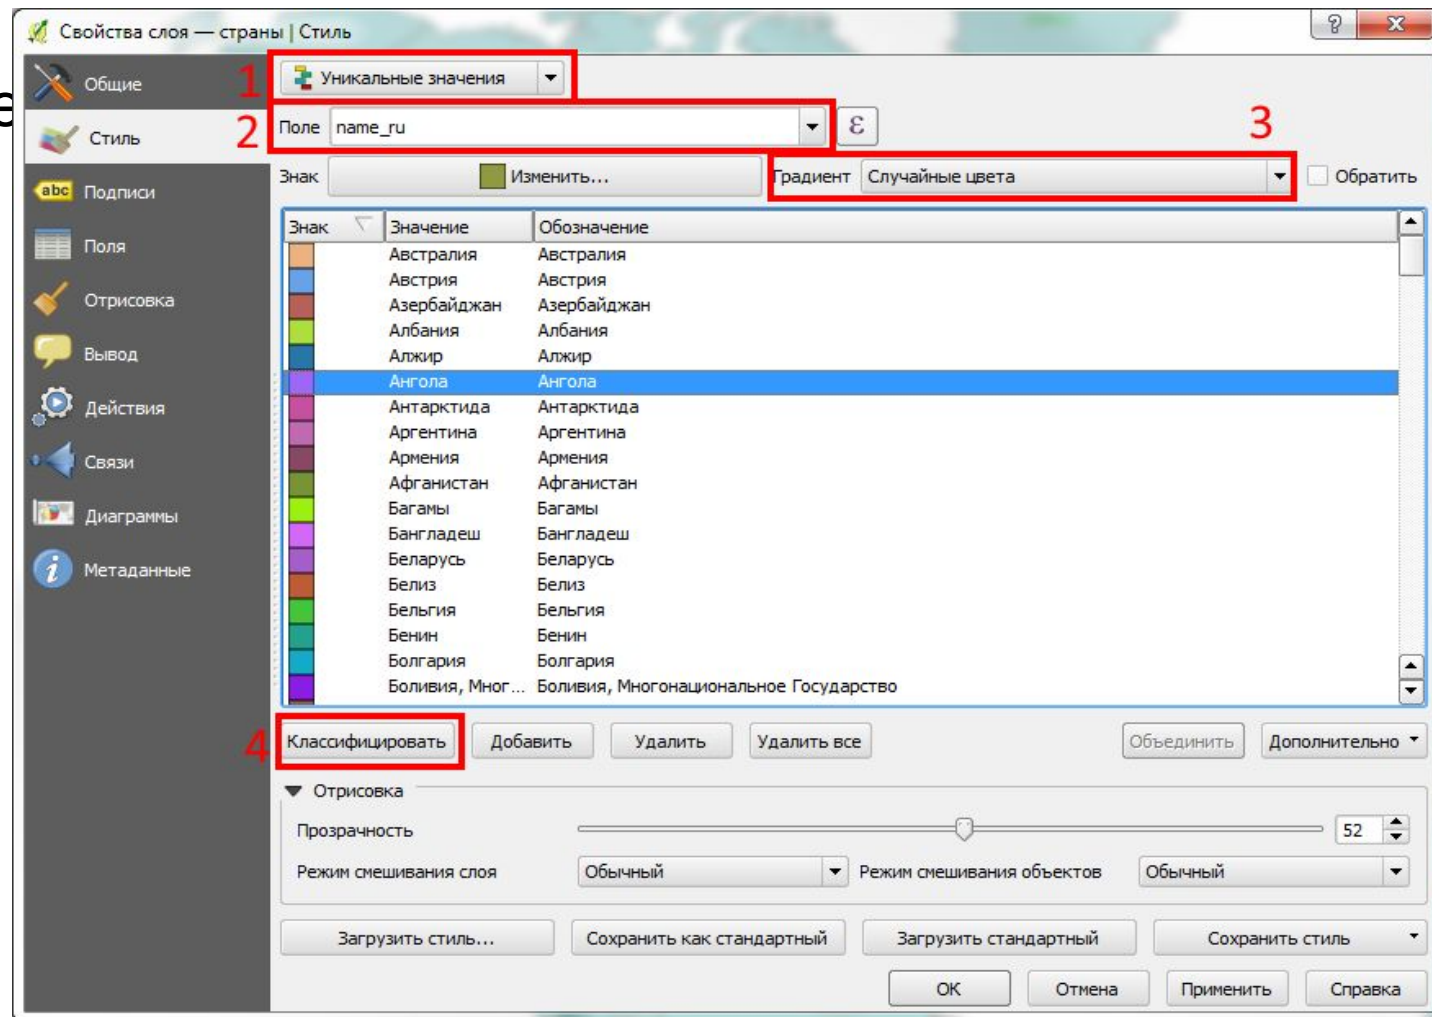 Свойства слоя — страны | Стиль
е
Общие
Стиль
Подписи
Поля
Отрисовка
Вывод
Действия
Связи
Диаграммы
Метаданные
1 Уникальные значения
2 Поле name_ru ε
3
Знак Изменить... Градиент Случайные цвета Обратить
Знак Значение Обозначение
Австралия Австралия
Австрия Австрия
Азербайджан Азербайджан
Албания Албания
Алжир Алжир
Ангола Ангола
Антарктида Антарктида
Аргентина Аргентина
Армения Армения
Афганистан Афганистан
Багамы Багамы
Бангладеш Бангладеш
Беларусь Беларусь
Белиз Белиз
Бельгия Бельгия
Бенин Бенин
Болгария Болгария
Боливия, Мног... Боливия, Многонациональное Государство
4 Классифицировать Добавить Удалить Удалить все Объединить Дополнительно
Отрисовка
Прозрачность 52
Режим смешивания слоя Обычный Режим смешивания объектов Обычный
Загрузить стиль... Сохранить как стандартный Загрузить стандартный Сохранить стиль
ОК Отмена Применить Справка
abc